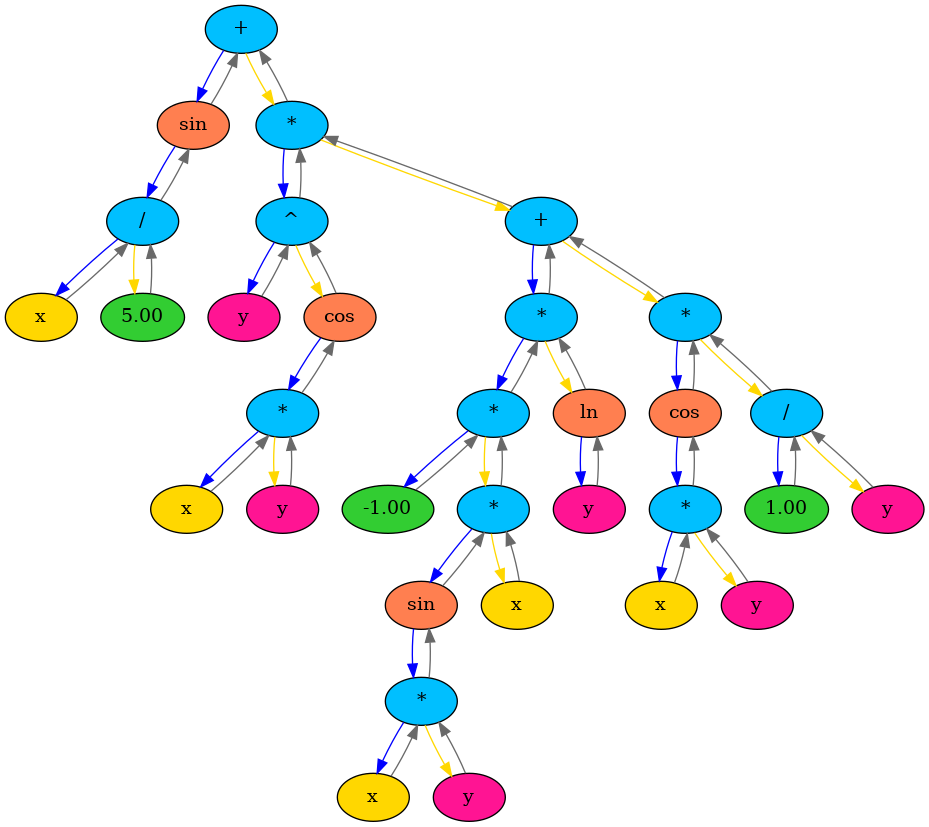 +
sin *
/ ^ +
x 5.00 y cos * *
* * ln cos /
x y -1.00 * y * 1.00 y
sin x x y
*
x y